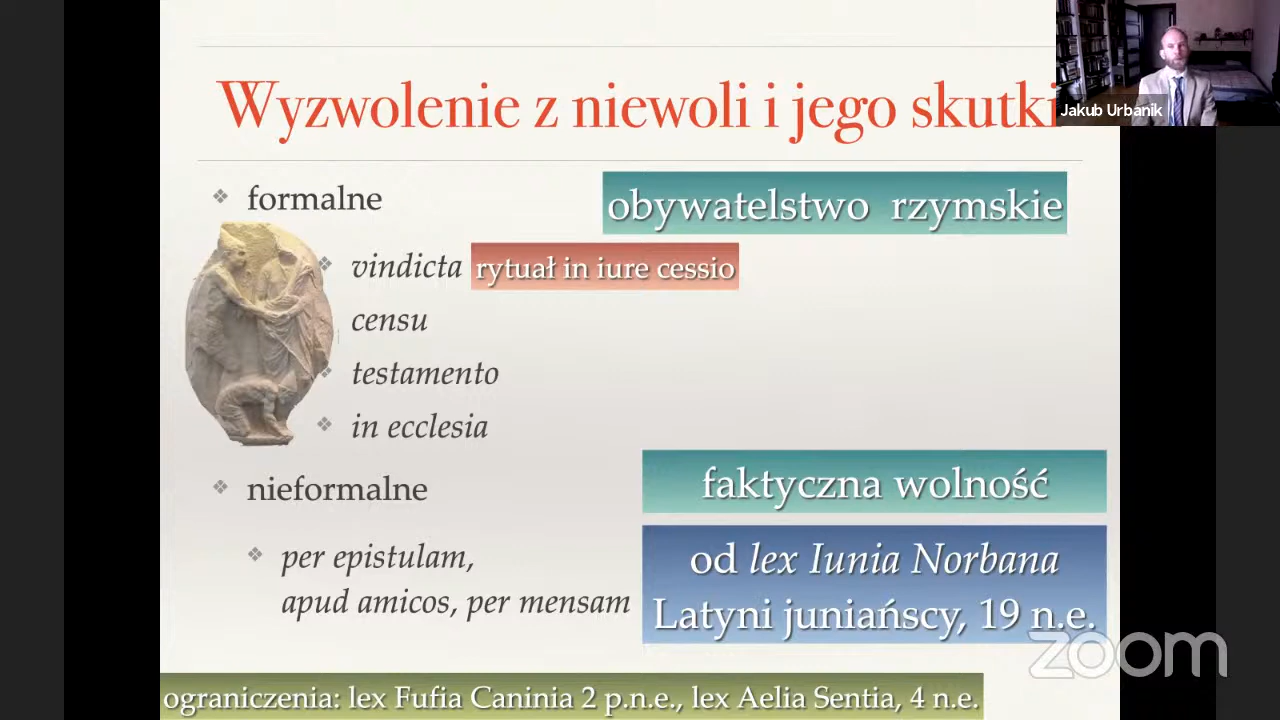 Wyzwolenie z niewoli i jego skutki
Jakub Urbanik
formalne
obywatelstwo rzymskie
vindicta
rytuał in iure cessio
censu
testamento
in ecclesia
nieformalne
faktyczna wolność
per epistulam,
apud amicos, per mensam
od lex Iunia Norbana
Latyni juniańscy, 19 n.e.
zoom
ograniczenia: lex Fufia Caninia 2 p.n.e., lex Aelia Sentia, 4 n.e.